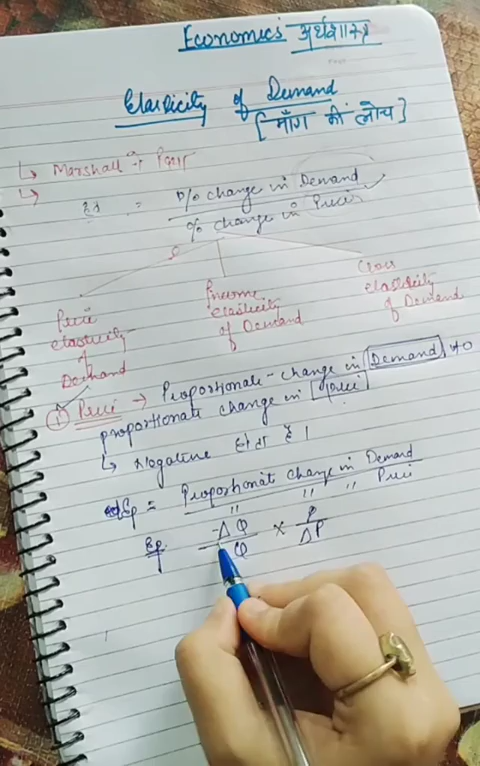 Economics अर्थशास्त्र
Elasticity of Demand
[माँग की लोच]
↳ Marshall →
↳
Ed = % change in Demand
% change in Price
Price elasticity of Demand
Income elasticity of Demand
Cross elasticity of Demand
① Price → Proportionate change in Demand to
proportionate change in price
↳ Negative होता है।
Ep = Proportionate change in Demand
" " " Price
Ep = ΔQ/Q × P/ΔP